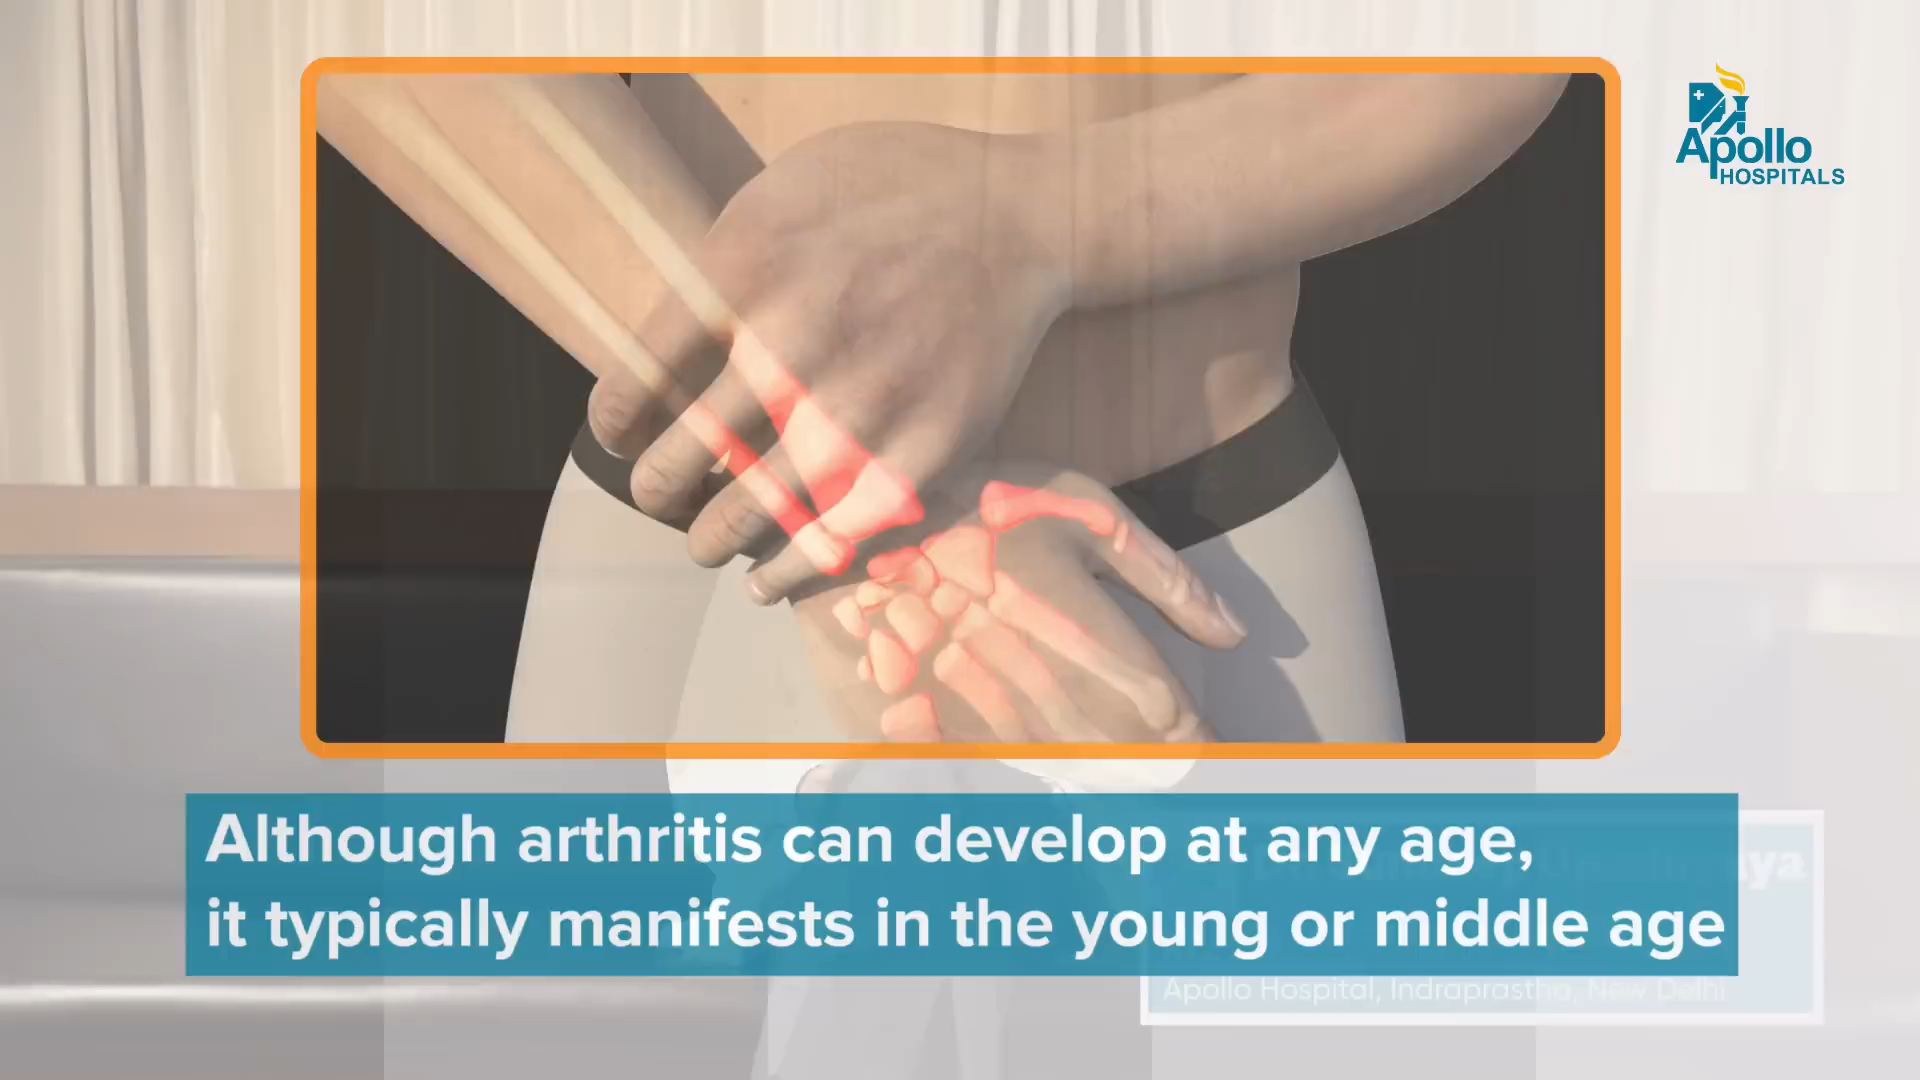 Apollo
HOSPITALS
Although arthritis can develop at any age,
it typically manifests in the young or middle age
Apollo Hospital, Indraprastha, New Delhi